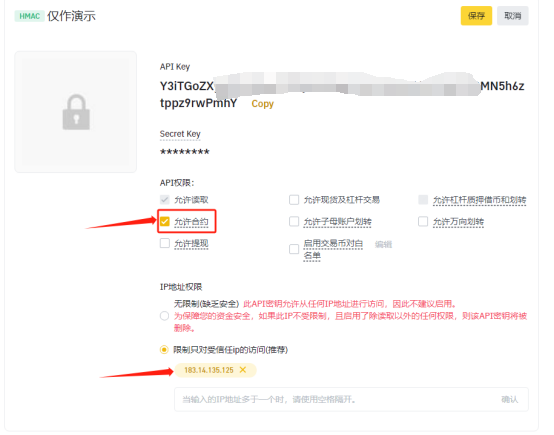 HMAC 仅作演示
保存 取消
API Key
Y3iTGoZX MN5h6z
tppz9rwPmhY Copy
Secret Key
********
API权限：
允许读取 允许现货及杠杆交易 允许杠杆质押借币和划转
允许合约 允许子母账户划转 允许万向划转
允许提现 启用交易币对白 编辑
名单
IP地址权限
无限制(缺乏安全) 此API密钥允许从任何IP地址进行访问，因此不建议启用。
为保障您的资金安全，如果此IP不受限制，且启用了除读取以外的任何权限，则该API密钥将被
删除。
限制只对受信任ip的访问(推荐)
183.14.135.125 ×
当输入的IP地址多于一个时，请使用空格隔开。 确认